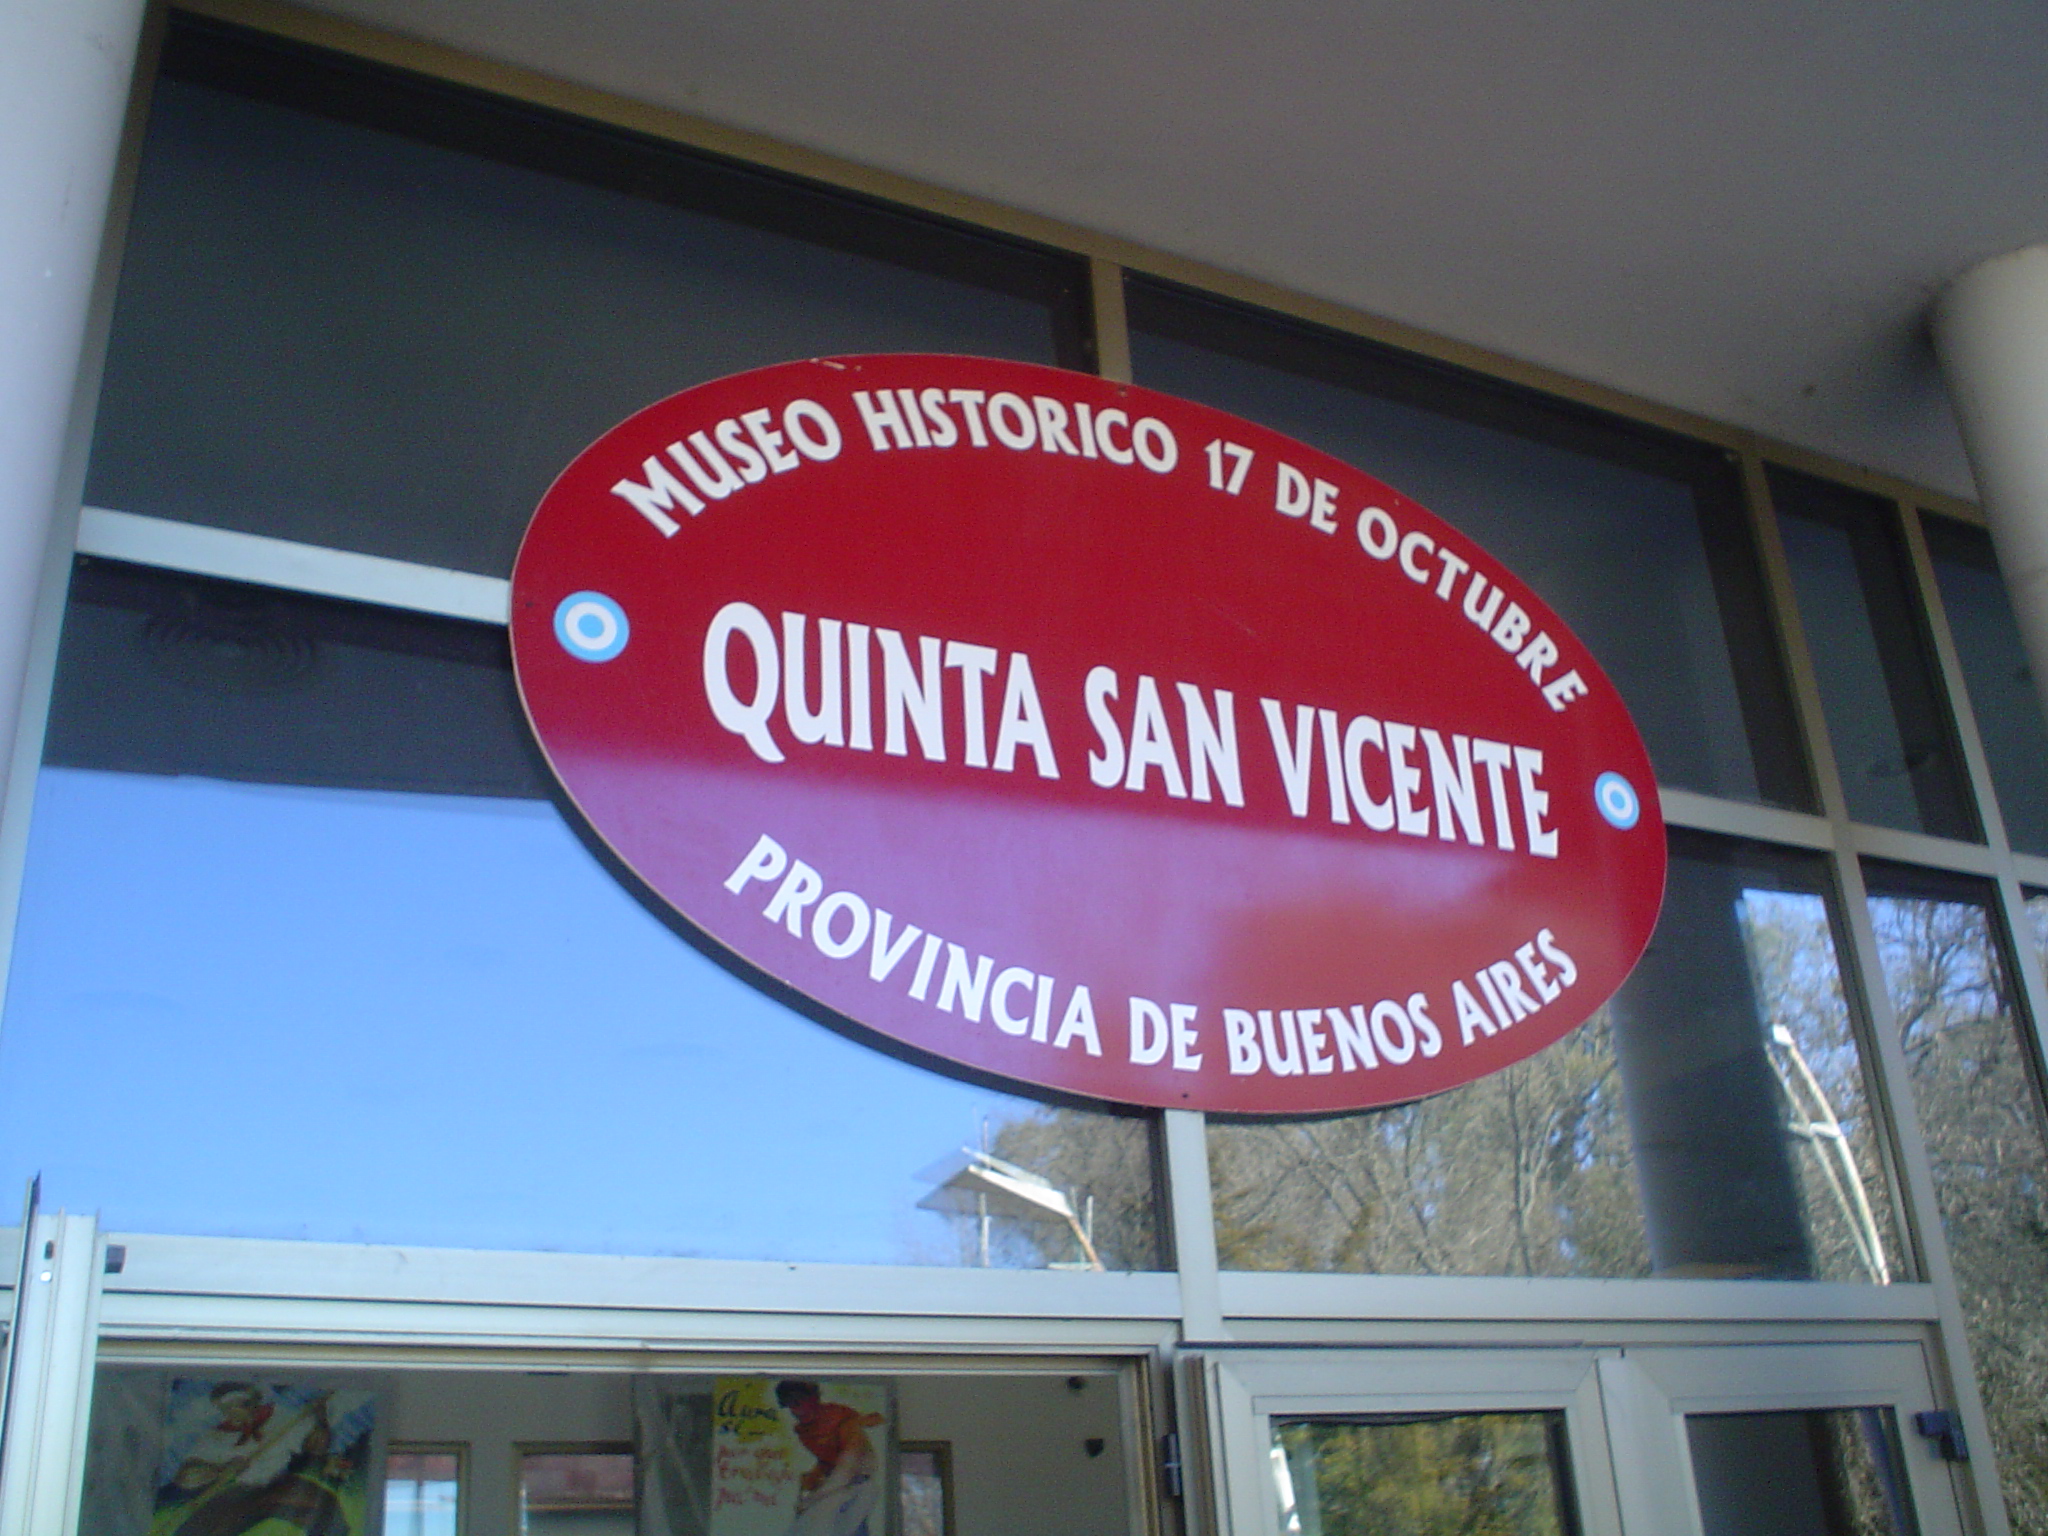 MUSEO HISTORICO 17 DE OCTUBRE
QUINTA SAN VICENTE
PROVINCIA DE BUENOS AIRES